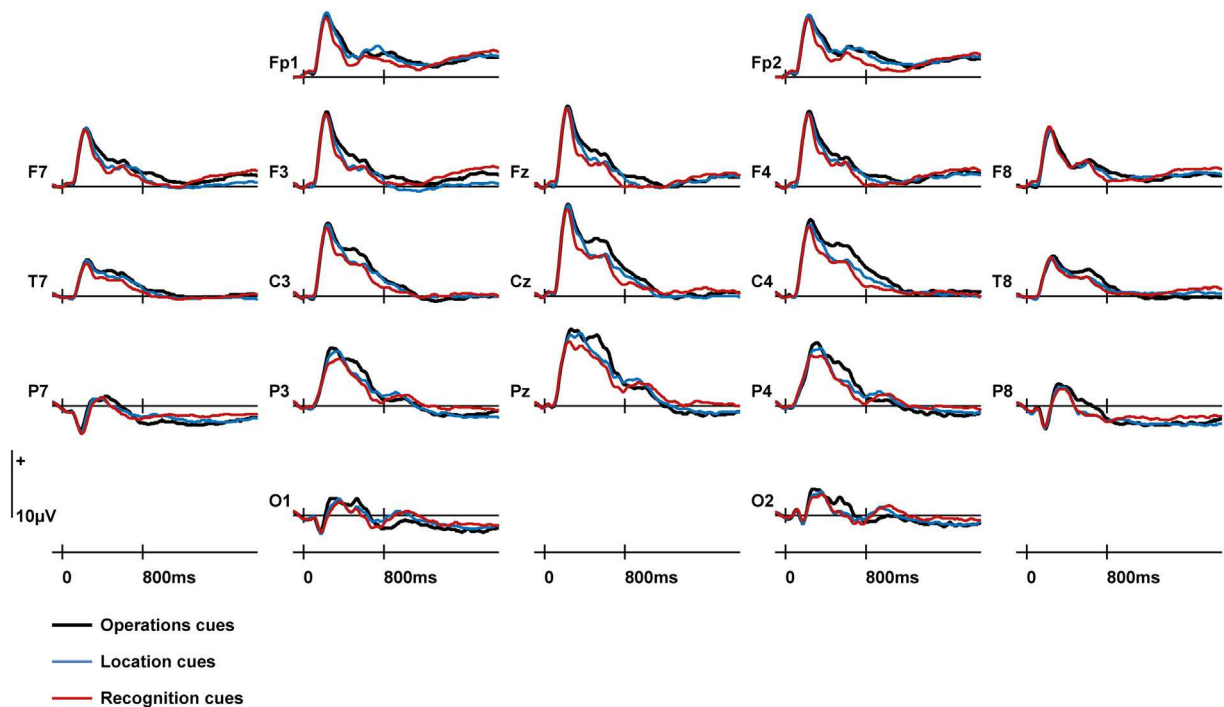 Fp1 Fp2
F7 F3 Fz F4 F8
T7 C3 Cz C4 T8
P7 P3 Pz P4 P8
+
10µV
O1 O2
0 800ms 0 800ms 0 800ms 0 800ms 0 800ms
Operations cues
Location cues
Recognition cues